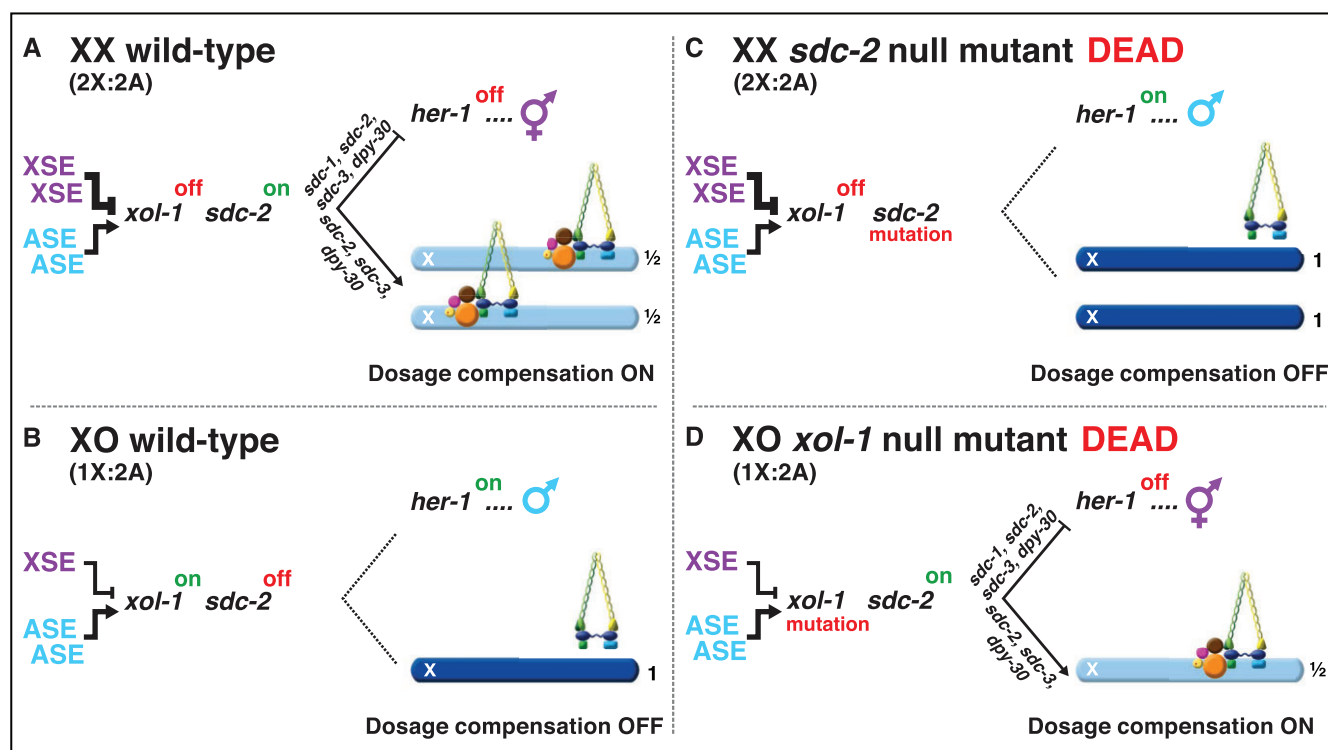 A XX wild-type
(2X:2A)
her-1 off ....
XSE
XSE
off on
xol-1 sdc-2
ASE
ASE
sdc-1, sdc-2,
sdc-3, dpy-30
sdc-2, sdc-3,
dpy-30
X ½
X ½
Dosage compensation ON
B XO wild-type
(1X:2A)
her-1 on ....
XSE
on off
xol-1 sdc-2
ASE
ASE
X 1
Dosage compensation OFF
C XX sdc-2 null mutant DEAD
(2X:2A)
her-1 on ....
XSE
XSE
off
xol-1 sdc-2
mutation
ASE
ASE
X 1
X 1
Dosage compensation OFF
D XO xol-1 null mutant DEAD
(1X:2A)
her-1 off ....
XSE
on
xol-1 sdc-2
mutation
ASE
ASE
sdc-1, sdc-2,
sdc-3, dpy-30
sdc-2, sdc-3,
dpy-30
X ½
Dosage compensation ON